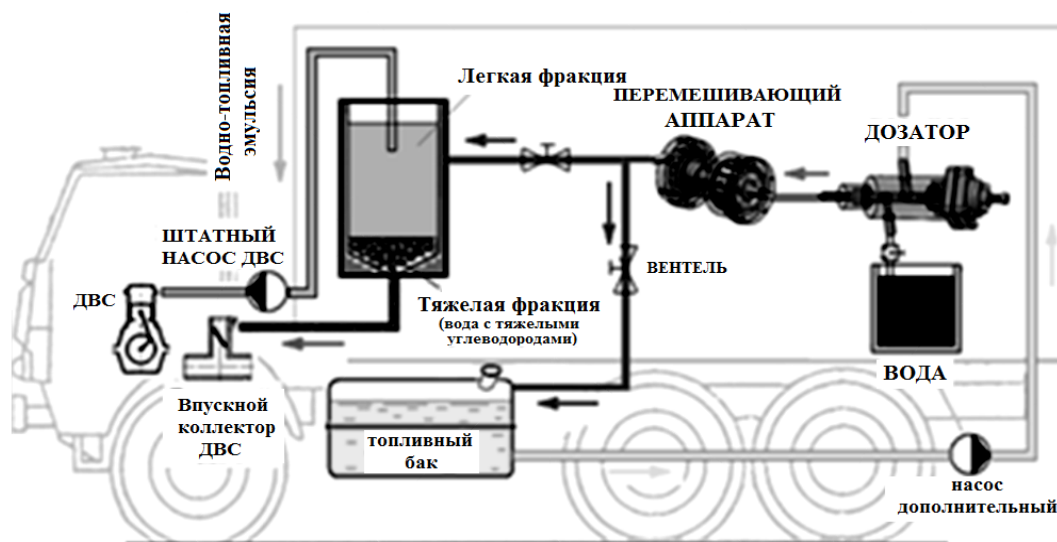 Водно-топливная
эмульсия
Легкая фракция
ПЕРЕМЕШИВАЮЩИЙ
АППАРАТ
ДОЗАТОР
ШТАТНЫЙ
НАСОС ДВС
ВЕНТЕЛЬ
ДВС
Тяжелая фракция
(вода с тяжелыми
углеводородами)
ВОДА
Впускной
коллектор
ДВС
топливный
бак
насос
дополнительный